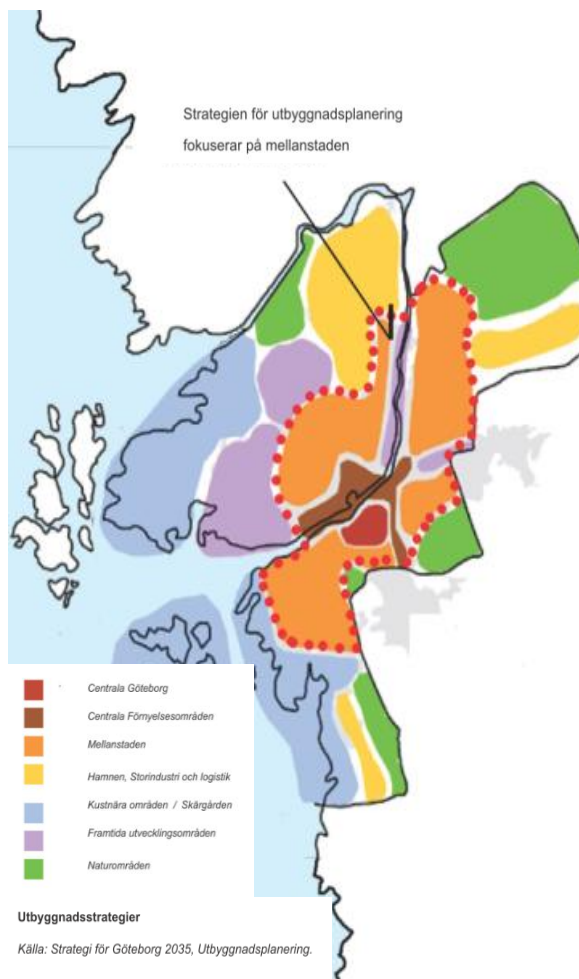 Strategien för utbyggnadsplanering
fokuserar på mellanstaden
Centrala Göteborg
Centrala Förnyelsesområden
Mellanstaden
Hamnen, Storindustri och logistik
Kustnära områden / Skärgården
Framtida utvecklingsområden
Naturområden
Utbyggnadsstrategier
Källa: Strategi för Göteborg 2035, Utbyggnadsplanering.